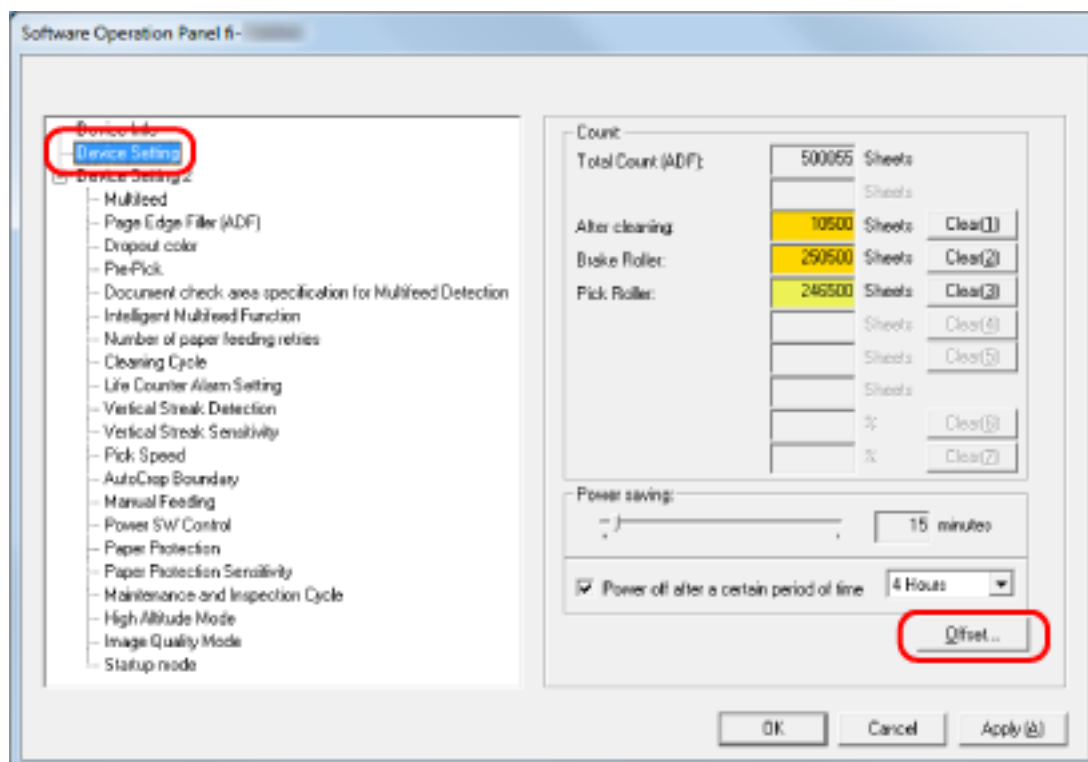 Software Operation Panel fi-
Device Info
Device Setting
Device Setting 2
Multifeed
Page Edge Filler (ADF)
Dropout color
Pre-Pick
Document check area specification for Multifeed Detection
Intelligent Multifeed Function
Number of paper feeding retries
Cleaning Cycle
Life Counter Alarm Setting
Vertical Streak Detection
Vertical Streak Sensitivity
Pick Speed
AutoCrop Boundary
Manual Feeding
Power SW Control
Paper Protection
Paper Protection Sensitivity
Maintenance and Inspection Cycle
High Altitude Mode
Image Quality Mode
Startup mode
Count
Total Count (ADF): 500055 Sheets
Sheets
After cleaning: 10500 Sheets Clear(1)
Brake Roller: 250500 Sheets Clear(2)
Pick Roller: 246500 Sheets Clear(3)
Sheets Clear(4)
Sheets Clear(5)
Sheets
% Clear(6)
% Clear(7)
Power saving:
15 minutes
Power off after a certain period of time 4 Hours
Offset...
OK Cancel Apply (A)